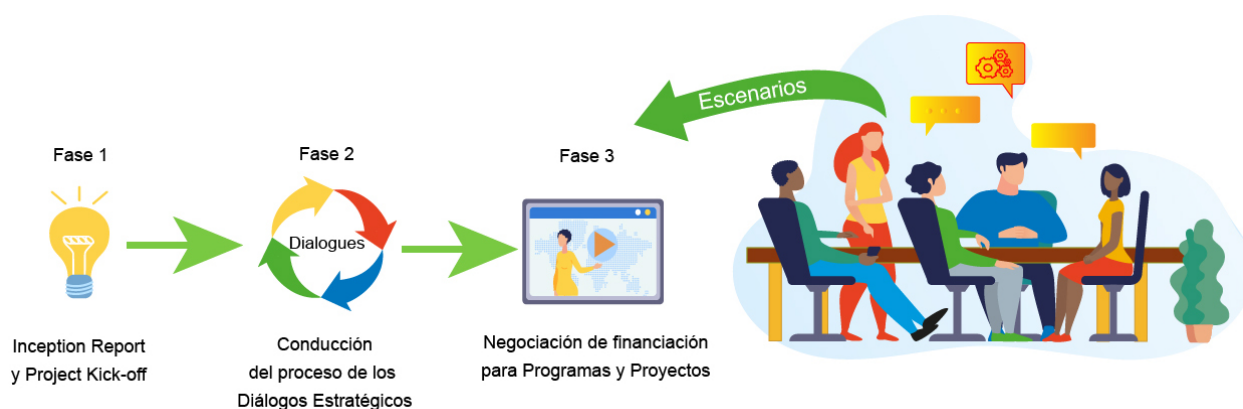 Escenarios
Fase 1
Fase 2
Fase 3
Dialogues
Inception Report
y Project Kick-off
Conducción
del proceso de los
Diálogos Estratégicos
Negociación de financiación
para Programas y Proyectos